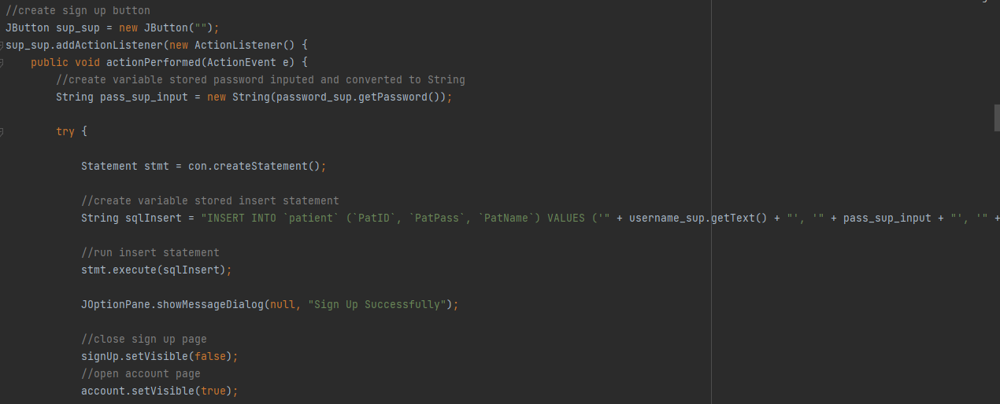 //create sign up button
JButton sup_sup = new JButton("");
sup_sup.addActionListener(new ActionListener() {
    public void actionPerformed(ActionEvent e) {
        //create variable stored password inputed and converted to String
        String pass_sup_input = new String(password_sup.getPassword());
        try {
            Statement stmt = con.createStatement();
            //create variable stored insert statement
            String sqlInsert = "INSERT INTO `patient` (`PatID`, `PatPass`, `PatName`) VALUES ('" + username_sup.getText() + "', '" + pass_sup_input + "', '" +
            //run insert statement
            stmt.execute(sqlInsert);
            JOptionPane.showMessageDialog(null, "Sign Up Successfully");
            //close sign up page
            signUp.setVisible(false);
            //open account page
            account.setVisible(true);